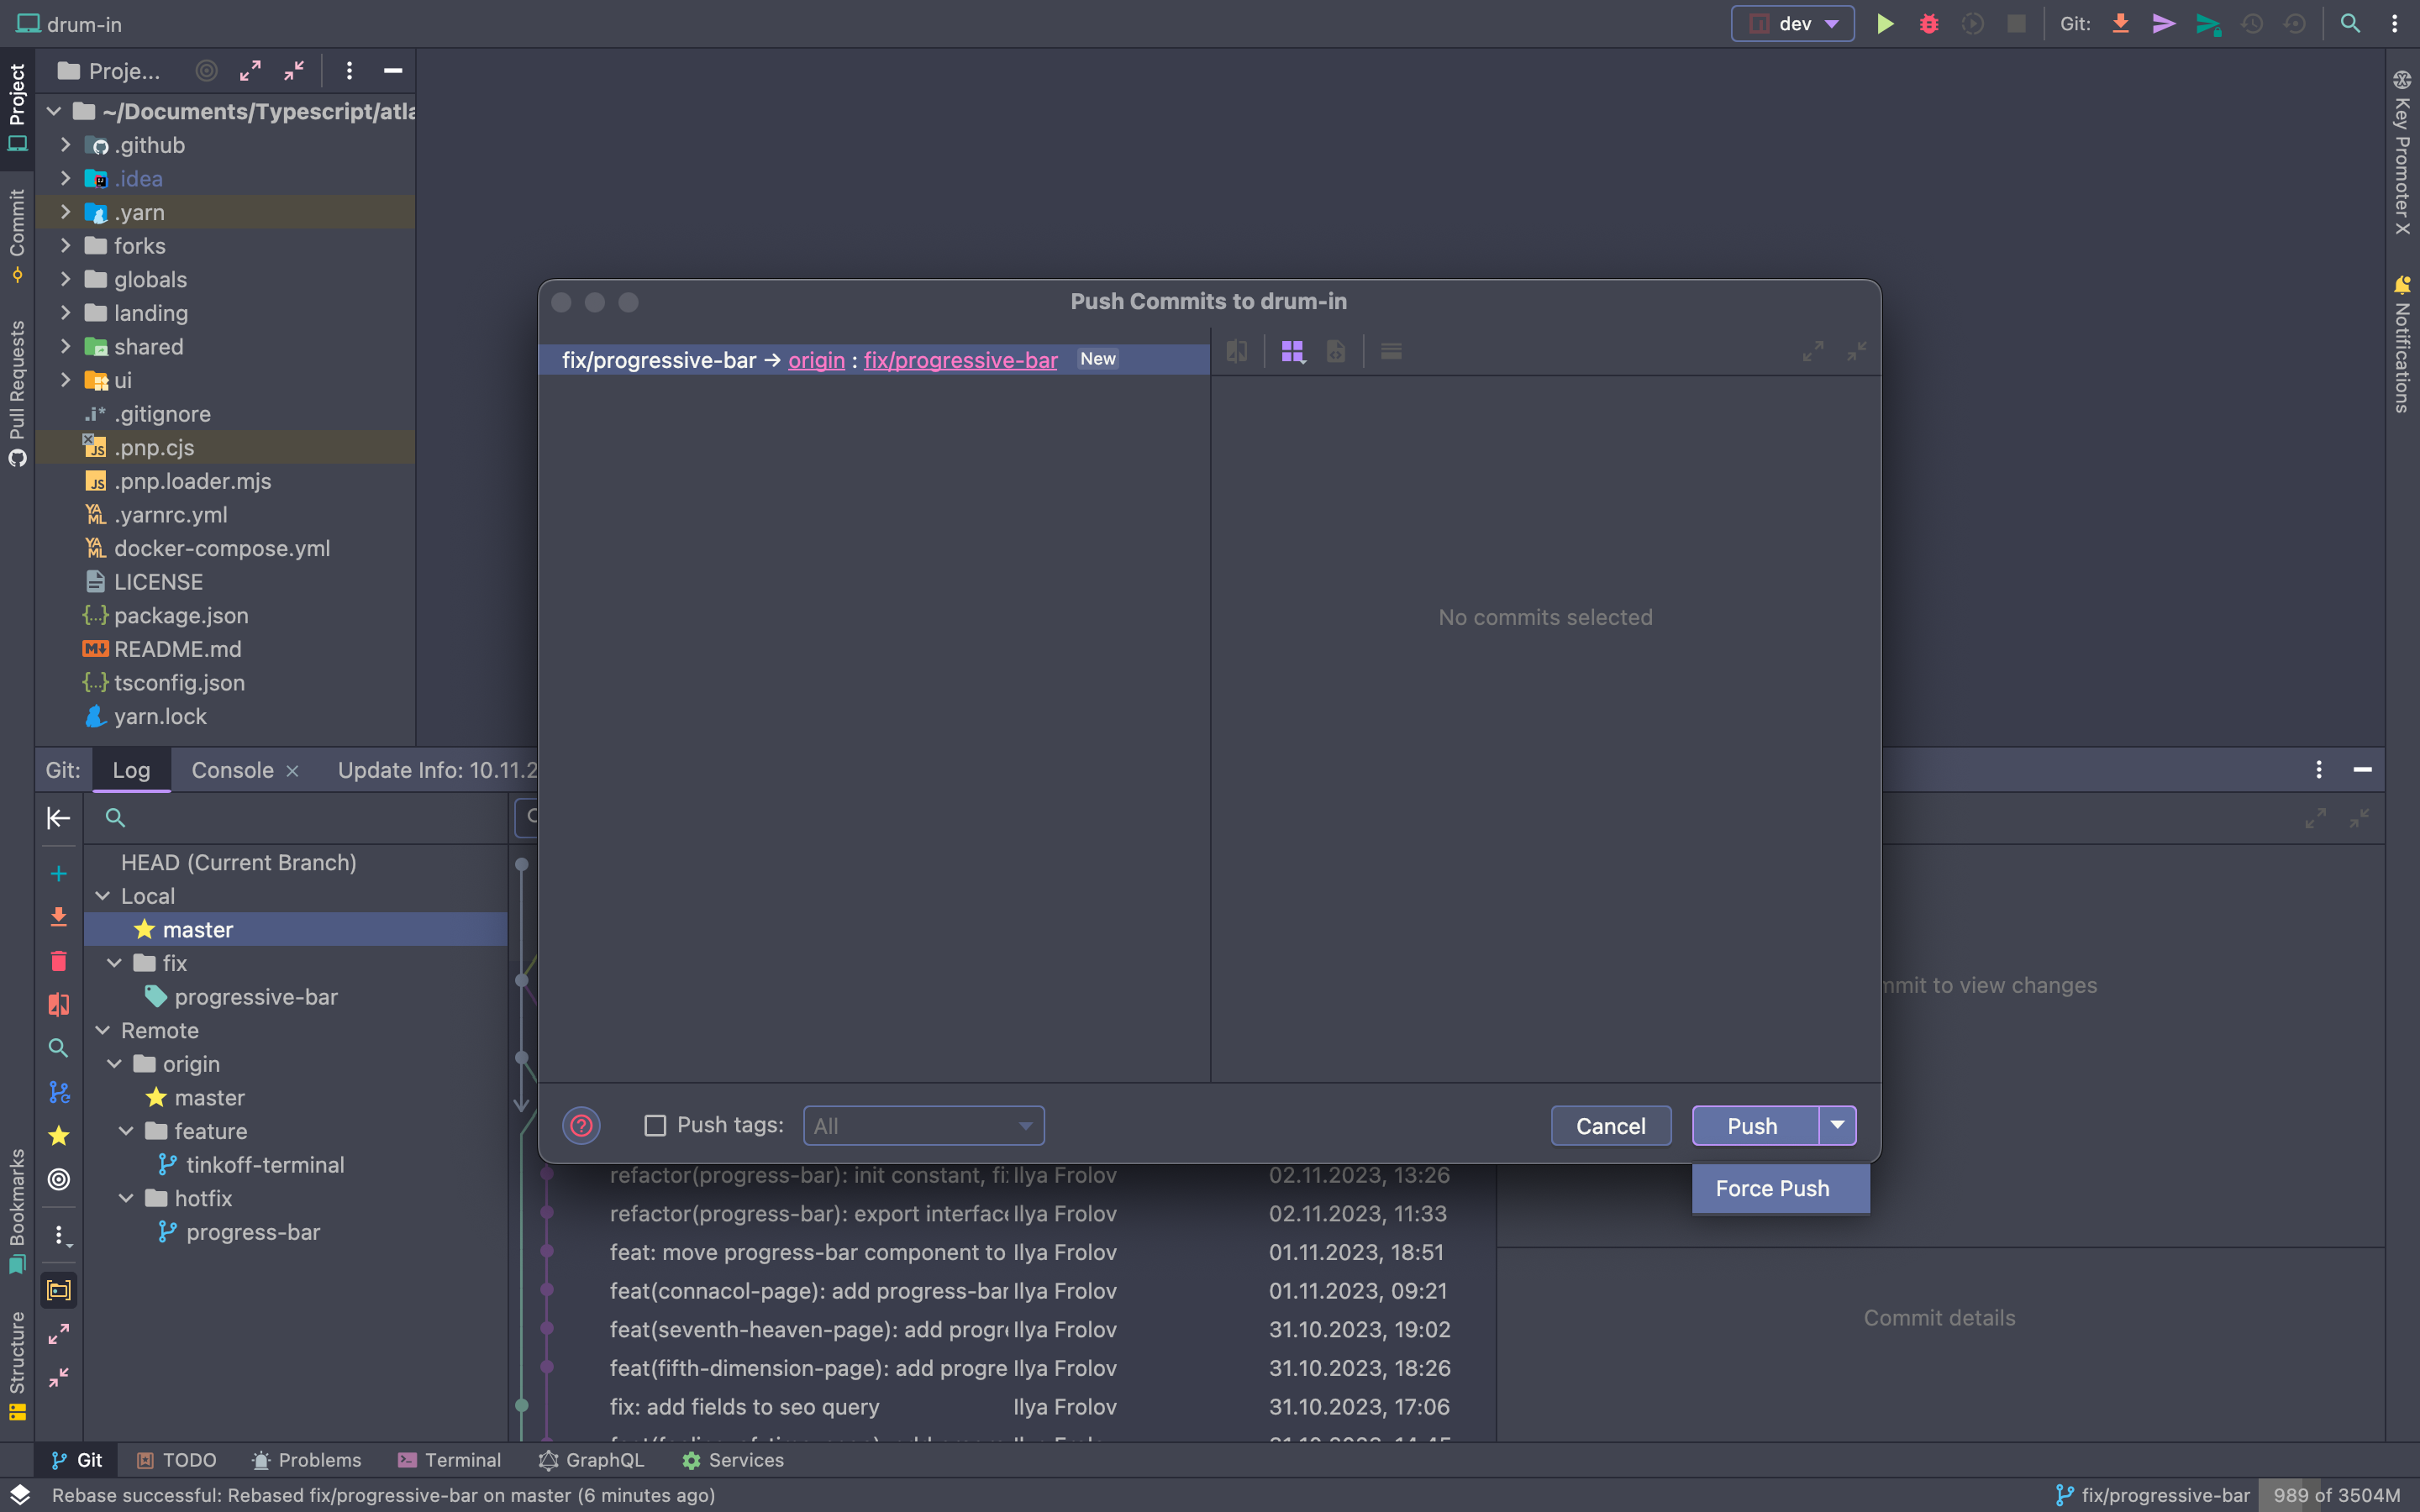 drum-in
dev
Git:
Project
Commit
Pull Requests
Bookmarks
Structure
Proje...
~/Documents/Typescript/atla
.github
.idea
.yarn
forks
globals
landing
shared
ui
.gitignore
.pnp.cjs
.pnp.loader.mjs
.yarnrc.yml
docker-compose.yml
LICENSE
package.json
README.md
tsconfig.json
yarn.lock
Key Promoter X
Notifications
Push Commits to drum-in
fix/progressive-bar → origin : fix/progressive-bar New
No commits selected
Push tags: All
Cancel
Push
Force Push
Git: Log Console Update Info: 10.11.2
HEAD (Current Branch)
Local
master
fix
progressive-bar
Remote
origin
master
feature
tinkoff-terminal
hotfix
progress-bar
mmit to view changes
refactor(progress-bar): init constant, fi Ilya Frolov 02.11.2023, 13:26
refactor(progress-bar): export interface Ilya Frolov 02.11.2023, 11:33
feat: move progress-bar component to Ilya Frolov 01.11.2023, 18:51
feat(connacol-page): add progress-bar Ilya Frolov 01.11.2023, 09:21
feat(seventh-heaven-page): add progre Ilya Frolov 31.10.2023, 19:02
feat(fifth-dimension-page): add progre Ilya Frolov 31.10.2023, 18:26
fix: add fields to seo query Ilya Frolov 31.10.2023, 17:06
Commit details
Git TODO Problems Terminal GraphQL Services
Rebase successful: Rebased fix/progressive-bar on master (6 minutes ago)
fix/progressive-bar 989 of 3504M